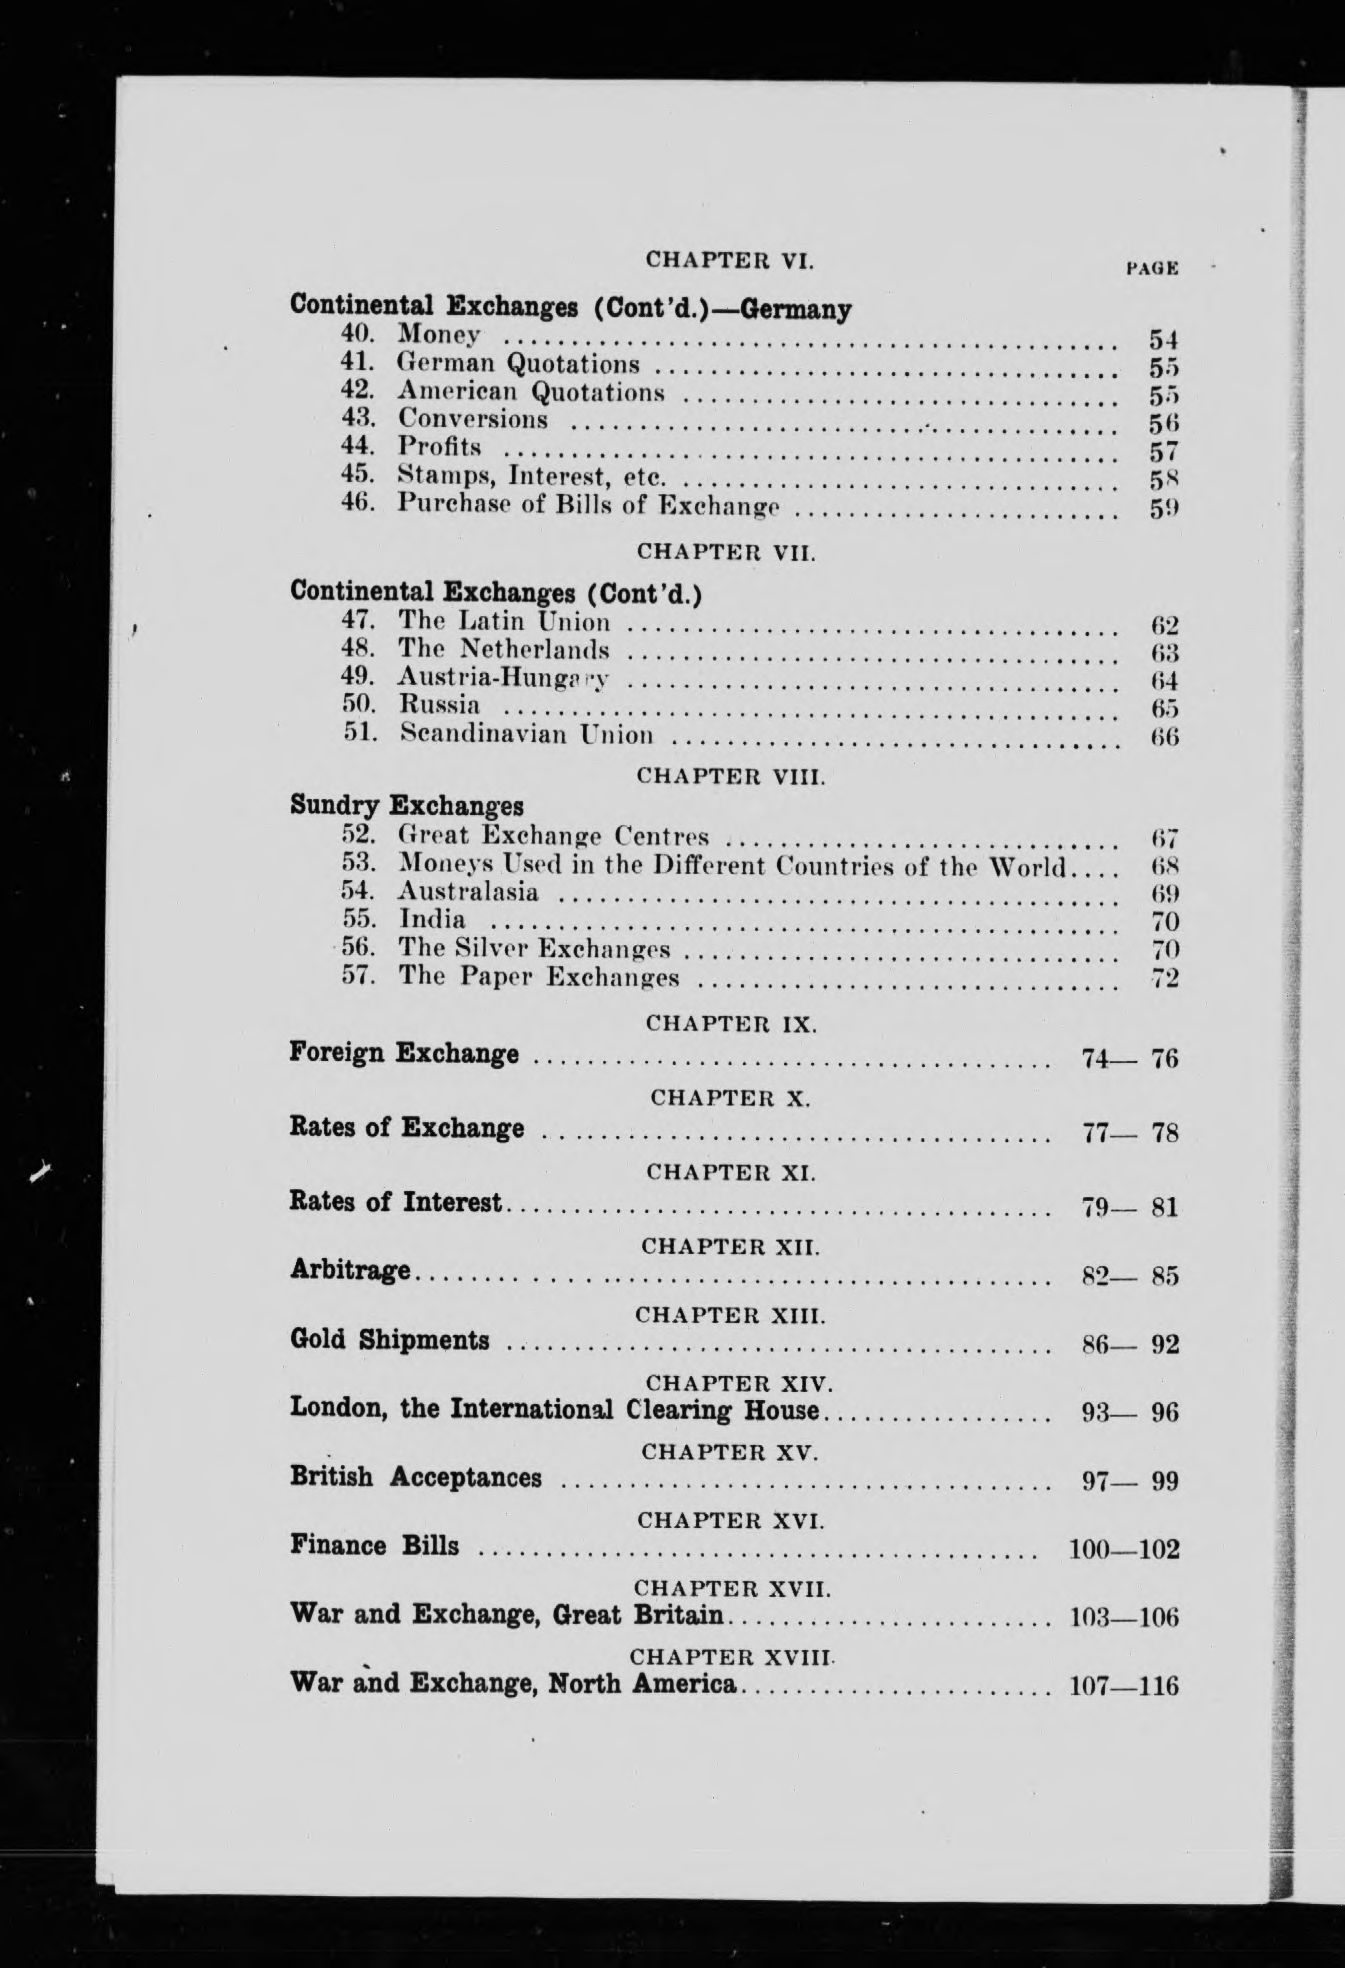 CHAPTER VI.
PAGE
Continental Exchanges (Cont'd.)—Germany
40. Money ........................................ 54
41. German Quotations ........................................ 55
42. American Quotations ........................................ 55
43. Conversions ........................................ 56
44. Profits ........................................ 57
45. Stamps, Interest, etc. ........................................ 58
46. Purchase of Bills of Exchange ........................................ 59
CHAPTER VII.
Continental Exchanges (Cont'd.)
47. The Latin Union ........................................ 62
48. The Netherlands ........................................ 63
49. Austria-Hungary ........................................ 64
50. Russia ........................................ 65
51. Scandinavian Union ........................................ 66
CHAPTER VIII.
Sundry Exchanges
52. Great Exchange Centres ........................................ 67
53. Moneys Used in the Different Countries of the World.... 68
54. Australasia ........................................ 69
55. India ........................................ 70
56. The Silver Exchanges ........................................ 70
57. The Paper Exchanges ........................................ 72
CHAPTER IX.
Foreign Exchange ........................................ 74— 76
CHAPTER X.
Rates of Exchange ........................................ 77— 78
CHAPTER XI.
Rates of Interest........................................ 79— 81
CHAPTER XII.
Arbitrage........................................ 82— 85
CHAPTER XIII.
Gold Shipments ........................................ 86— 92
CHAPTER XIV.
London, the International Clearing House................. 93— 96
CHAPTER XV.
British Acceptances ........................................ 97— 99
CHAPTER XVI.
Finance Bills ........................................ 100—102
CHAPTER XVII.
War and Exchange, Great Britain........................ 103—106
CHAPTER XVIII.
War and Exchange, North America....................... 107—116